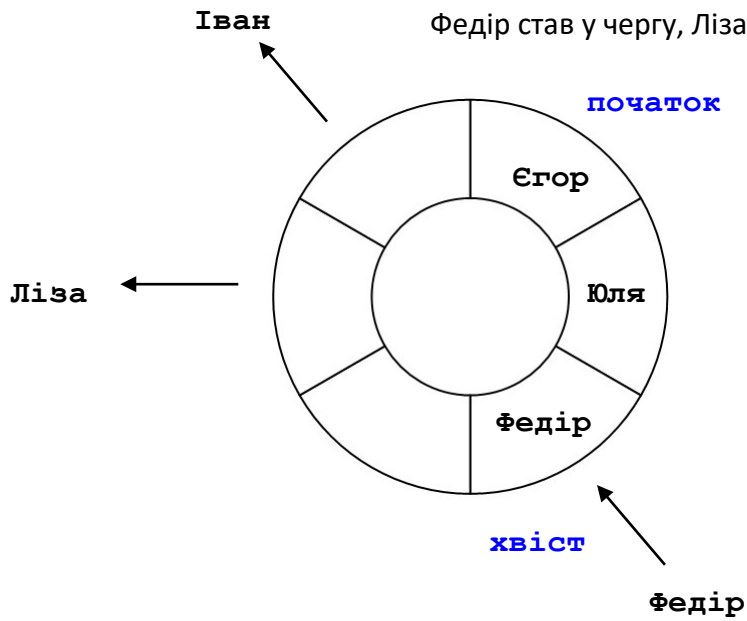 Іван
Федір став у чергу, Ліза
початок
Єгор
Ліза
Юля
Федір
хвіст
Федір